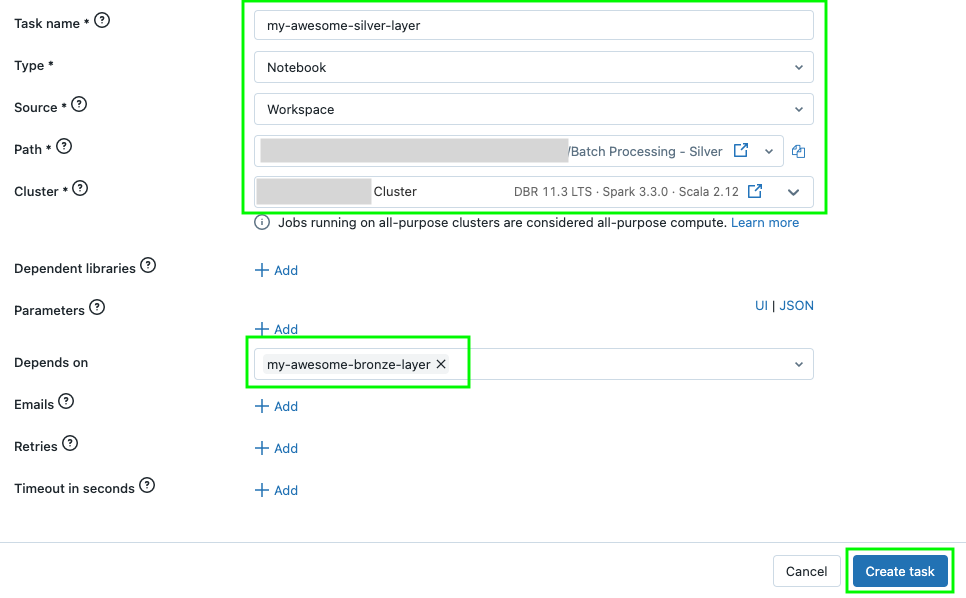 Task name * ?
my-awesome-silver-layer
Type *
Notebook
Source * ?
Workspace
Path * ?
/Batch Processing - Silver
Cluster * ?
Cluster DBR 11.3 LTS · Spark 3.3.0 · Scala 2.12
Jobs running on all-purpose clusters are considered all-purpose compute. Learn more
Dependent libraries ?
+ Add
Parameters ?
UI | JSON
+ Add
Depends on
my-awesome-bronze-layer ×
Emails ?
+ Add
Retries ?
+ Add
Timeout in seconds ?
+ Add
Cancel
Create task